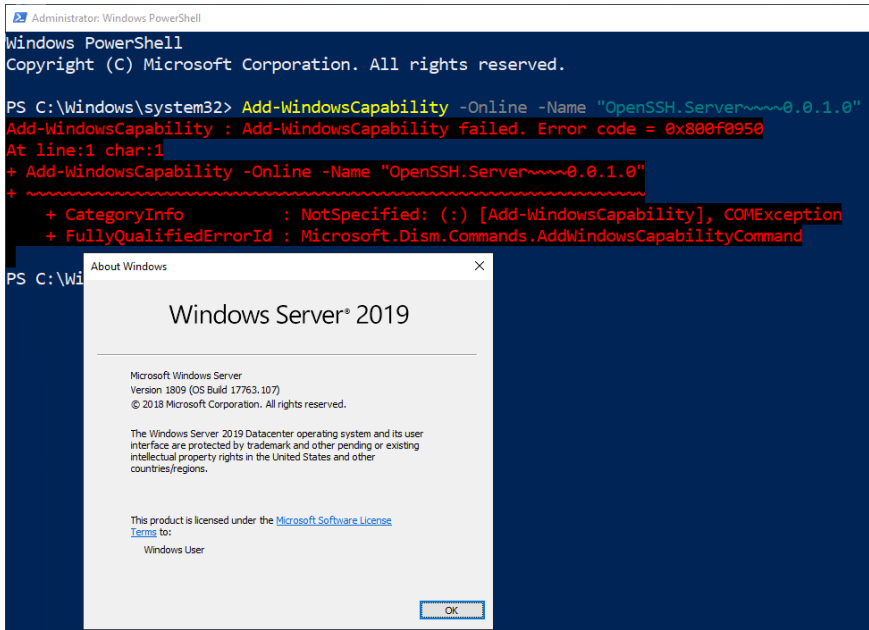 Administrator: Windows PowerShell
Windows PowerShell
Copyright (C) Microsoft Corporation. All rights reserved.
PS C:\Windows\system32> Add-WindowsCapability -Online -Name "OpenSSH.Server~~~~0.0.1.0"
Add-WindowsCapability : Add-WindowsCapability failed. Error code = 0x800f0950
At line:1 char:1
+ Add-WindowsCapability -Online -Name "OpenSSH.Server~~~~0.0.1.0"
+ ~~~~~~~~~~~~~~~~~~~~~~~~~~~~~~~~~~~~~~~~~~~~~~~~~~~~~~~~~~~~~~~
    + CategoryInfo          : NotSpecified: (:) [Add-WindowsCapability], COMException
    + FullyQualifiedErrorId : Microsoft.Dism.Commands.AddWindowsCapabilityCommand
PS C:\Wi
About Windows
Windows Server® 2019
Microsoft Windows Server
Version 1809 (OS Build 17763.107)
© 2018 Microsoft Corporation. All rights reserved.
The Windows Server 2019 Datacenter operating system and its user
interface are protected by trademark and other pending or existing
intellectual property rights in the United States and other
countries/regions.
This product is licensed under the Microsoft Software License
Terms to:
Windows User
OK